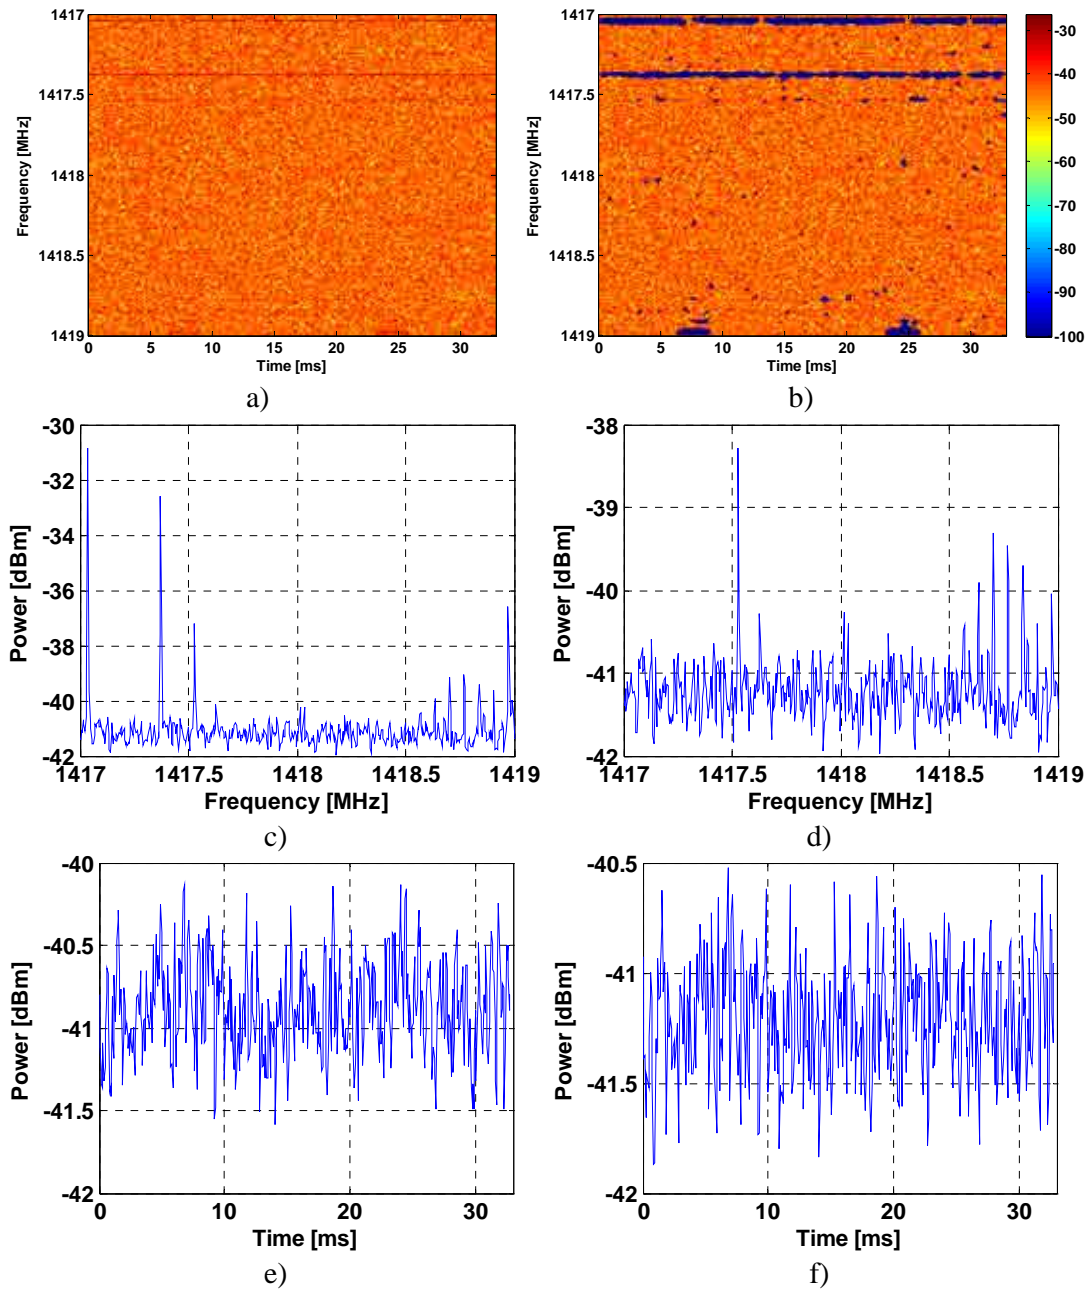 1417
1417.5
1418
1418.5
1419
Frequency [MHz]
0 5 10 15 20 25 30
Time [ms]
a)
1417
1417.5
1418
1418.5
1419
Frequency [MHz]
0 5 10 15 20 25 30
Time [ms]
b)
-30
-40
-50
-60
-70
-80
-90
-100
-30
-32
-34
-36
-38
-40
-42
Power [dBm]
1417 1417.5 1418 1418.5 1419
Frequency [MHz]
c)
-38
-39
-40
-41
-42
Power [dBm]
1417 1417.5 1418 1418.5 1419
Frequency [MHz]
d)
-40
-40.5
-41
-41.5
-42
Power [dBm]
0 10 20 30
Time [ms]
e)
-40.5
-41
-41.5
-42
Power [dBm]
0 10 20 30
Time [ms]
f)